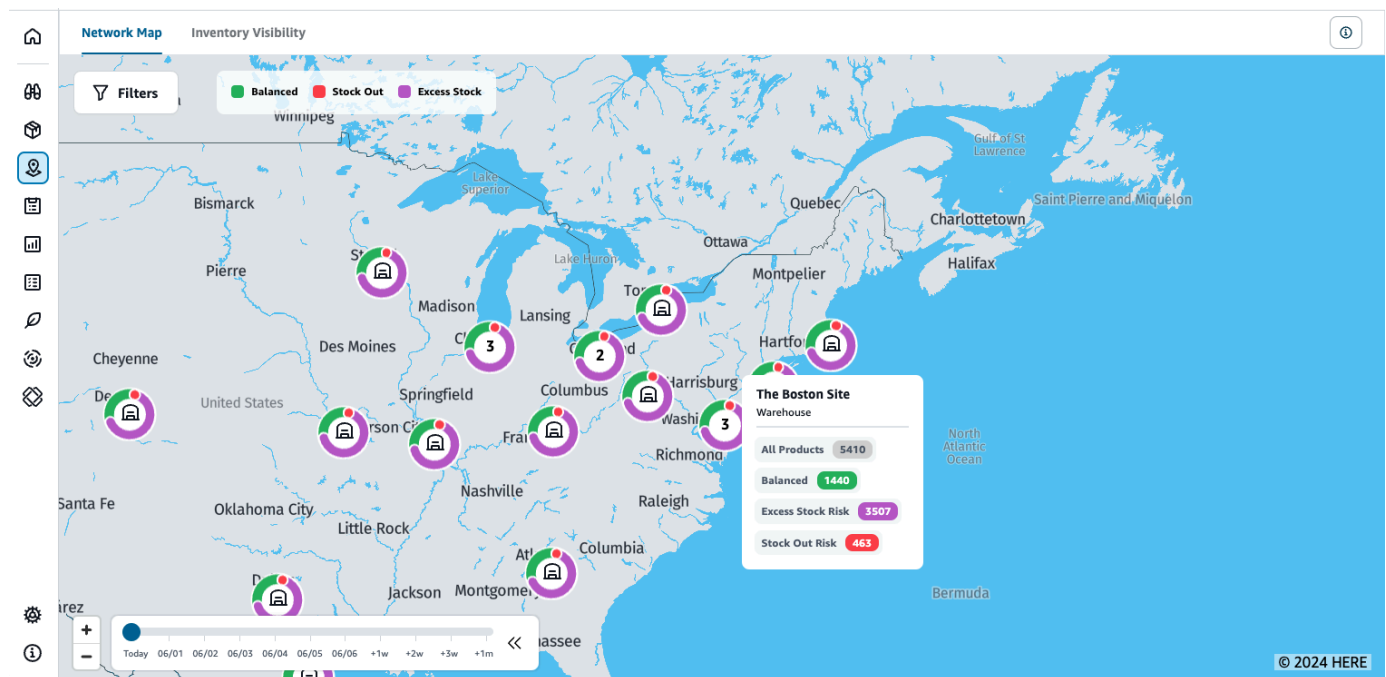 Network Map
Inventory Visibility
Filters
Balanced
Stock Out
Excess Stock
Winnipeg
Gulf of St
Lawrence
Lake
Superior
Bismarck
Quebec
Saint Pierre and Miquelon
Charlottetown
Ottawa
Lake Huron
Halifax
Pierre
Montpelier
Madison
Lansing
3
Des Moines
2
Cheyenne
Columbus
Harrisburg
The Boston Site
Warehouse
Springfield
United States
3
North
Atlantic
Ocean
All Products 5410
Richmond
Balanced 1440
Nashville
Raleigh
Santa Fe
Oklahoma City
Excess Stock Risk 3507
Little Rock
Stock Out Risk 463
Columbia
Jackson
Montgomery
Bermuda
+
−
Today 06/01 06/02 06/03 06/04 06/05 06/06 +1w +2w +3w +1m
© 2024 HERE